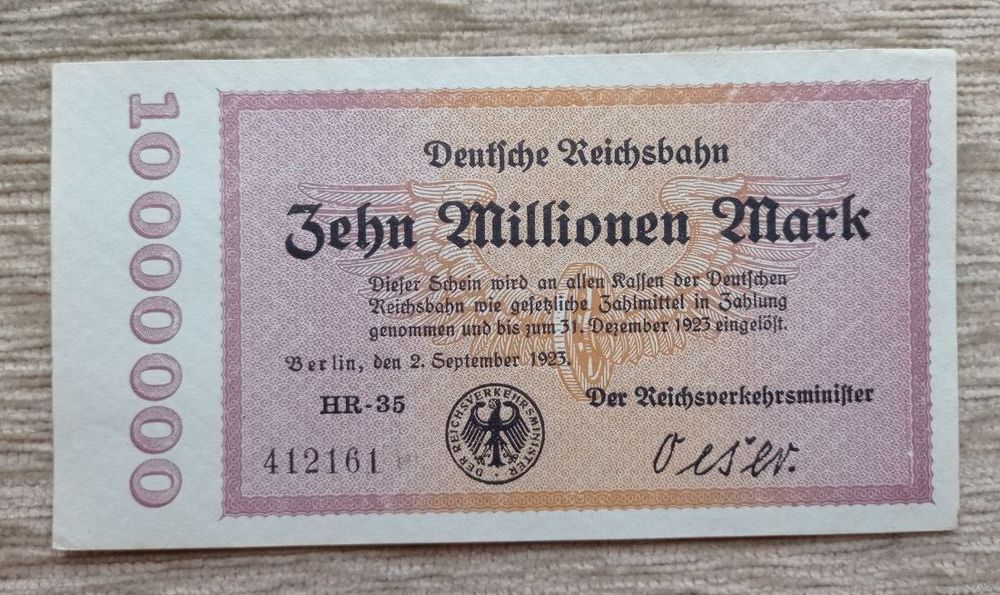 10000000
Deutsche Reichsbahn
Zehn Millionen Mark
Dieser Schein wird an allen Kassen der Deutschen
Reichsbahn wie gesetzliche Zahlmittel in Zahlung
genommen und bis zum 31. Dezember 1923 eingelöst.
Berlin, den 2. September 1923.
HR-35
Der Reichsverkehrsminister
412161
DER REICHSVERKEHRSMINISTER
Oeser.